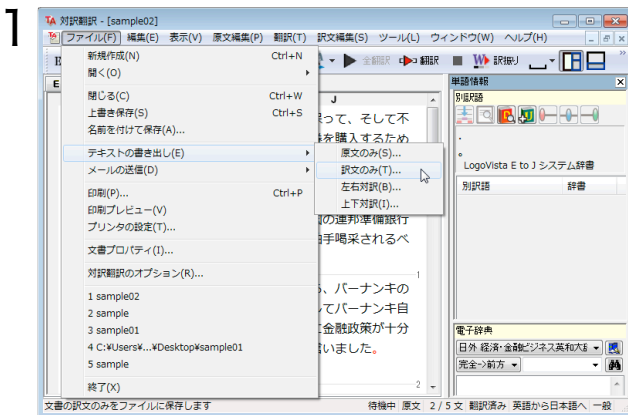 1
対訳翻訳 - [sample02]
ファイル(F) 編集(E) 表示(V) 原文編集(P) 翻訳(T) 訳文編集(S) ツール(L) ウィンドウ(W) ヘルプ(H)
新規作成(N) Ctrl+N
開く(O)
閉じる(C) Ctrl+W
上書き保存(S) Ctrl+S
名前を付けて保存(A)...
テキストの書き出し(E)
メールの送信(D)
印刷(P)... Ctrl+P
印刷プレビュー(V)
プリンタの設定(T)...
文書プロパティ(I)...
対訳翻訳のオプション(R)...
1 sample02
2 sample
3 sample01
4 C:¥Users¥...¥Desktop¥sample01
5 sample
終了(X)
原文のみ(S)...
訳文のみ(T)...
左右対訳(B)...
上下対訳(I)...
全翻訳 翻訳 訳振り
E
J
って、そして不
を購入するため
の連邦準備銀行
手喝采されるべ
1
、バーナンキの
てバーナンキ自
金融政策が十分
いました。
2
単語情報
別訳語
LogoVista E to J システム辞書
別訳語 辞書
電子辞典
日外 経済・金融ビジネス英和大
完全->前方
文書の訳文のみをファイルに保存します
待機中 原文 2 / 5 文 翻訳済み 英語から日本語へ 一般